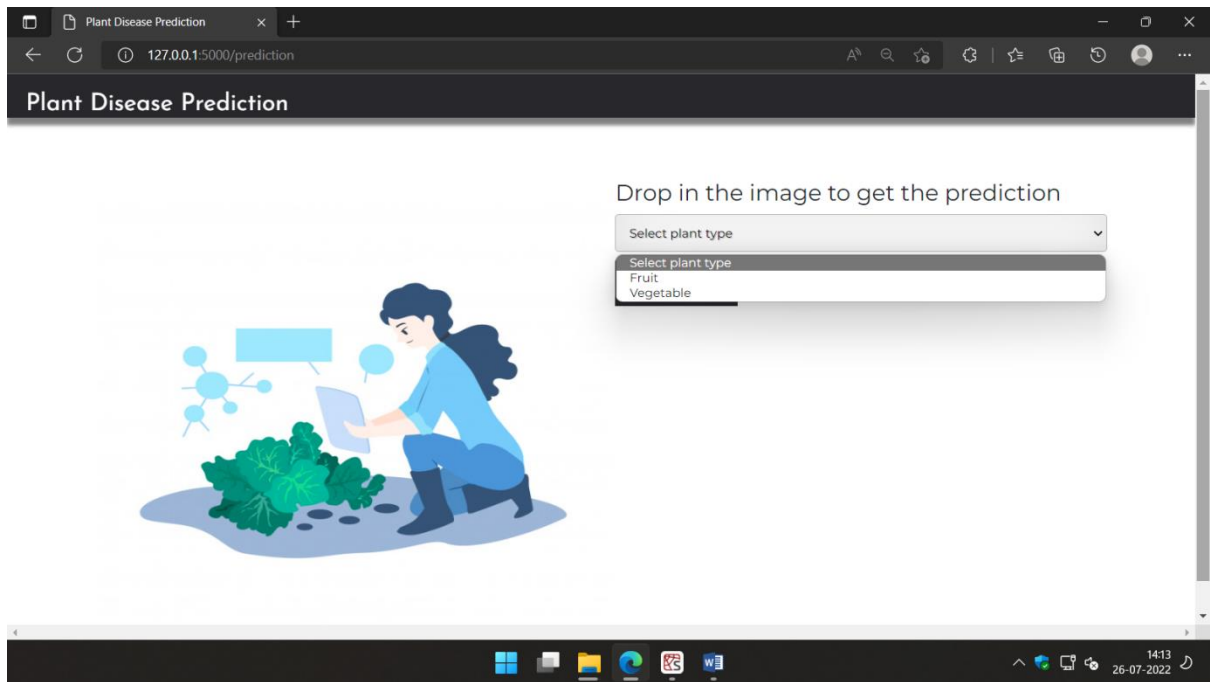 Plant Disease Prediction
127.0.0.1:5000/prediction
Plant Disease Prediction
Drop in the image to get the prediction
Select plant type
Select plant type
Fruit
Vegetable
14:13
26-07-2022